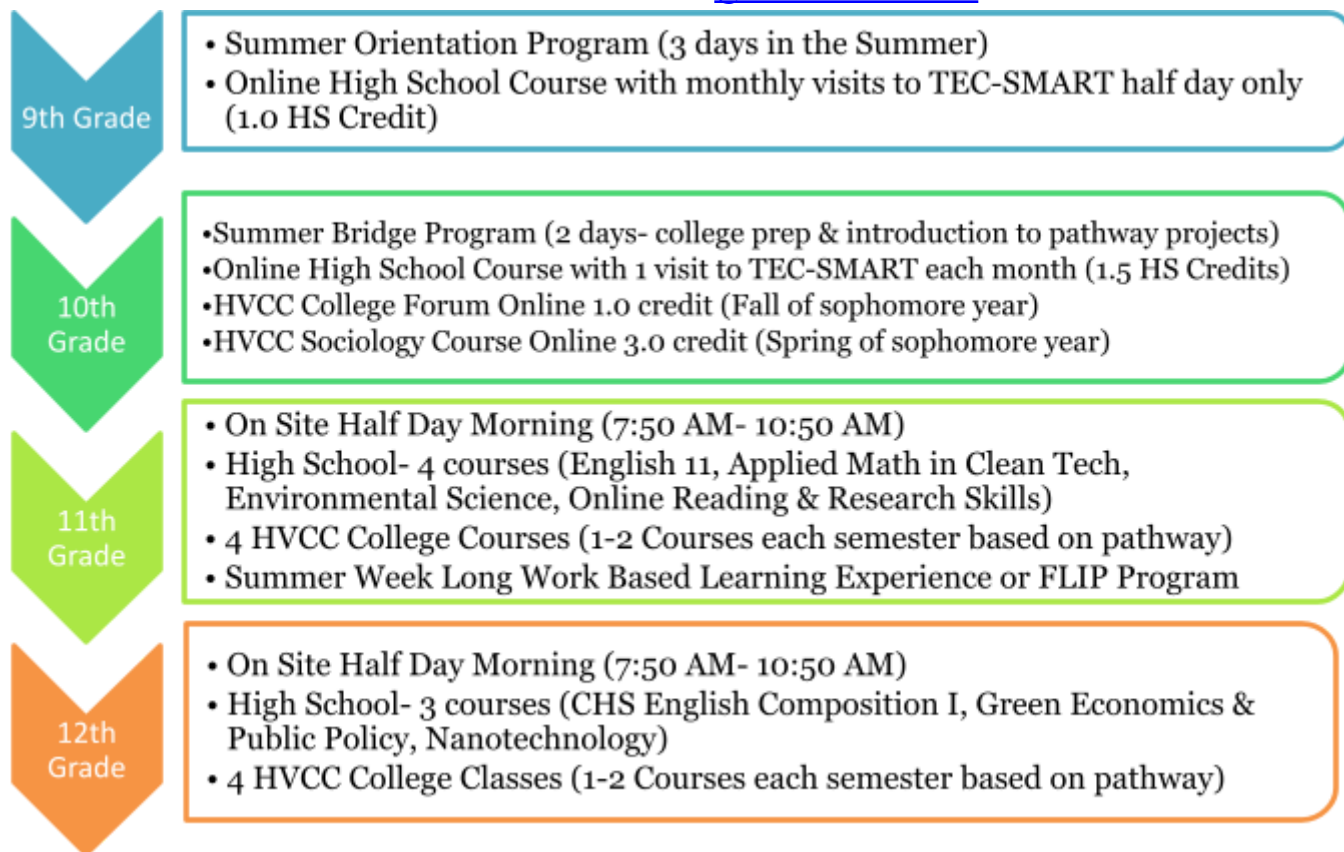 9th Grade
• Summer Orientation Program (3 days in the Summer)
• Online High School Course with monthly visits to TEC-SMART half day only
(1.0 HS Credit)
10th
Grade
•Summer Bridge Program (2 days- college prep & introduction to pathway projects)
•Online High School Course with 1 visit to TEC-SMART each month (1.5 HS Credits)
•HVCC College Forum Online 1.0 credit (Fall of sophomore year)
•HVCC Sociology Course Online 3.0 credit (Spring of sophomore year)
11th
Grade
• On Site Half Day Morning (7:50 AM- 10:50 AM)
• High School- 4 courses (English 11, Applied Math in Clean Tech,
Environmental Science, Online Reading & Research Skills)
• 4 HVCC College Courses (1-2 Courses each semester based on pathway)
• Summer Week Long Work Based Learning Experience or FLIP Program
12th
Grade
• On Site Half Day Morning (7:50 AM- 10:50 AM)
• High School- 3 courses (CHS English Composition I, Green Economics &
Public Policy, Nanotechnology)
• 4 HVCC College Classes (1-2 Courses each semester based on pathway)